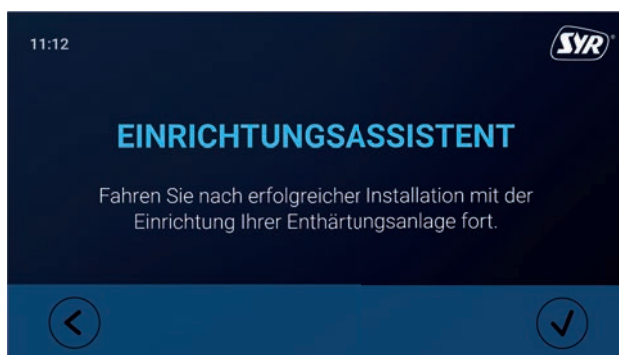 11:12
SYR
EINRICHTUNGSASSISTENT
Fahren Sie nach erfolgreicher Installation mit der
Einrichtung Ihrer Enthärtungsanlage fort.